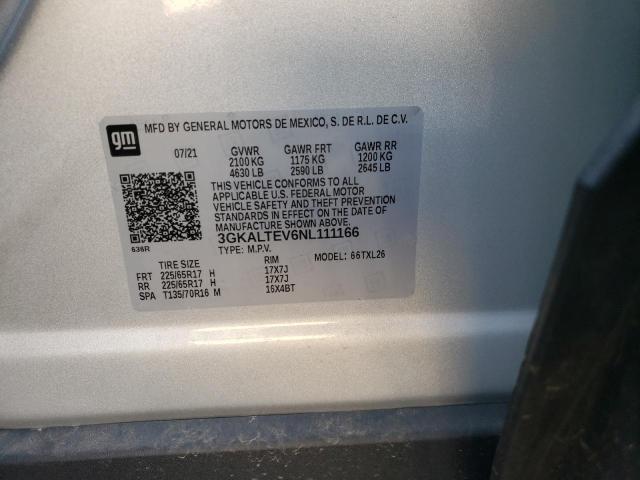 gm
MFD BY GENERAL MOTORS DE MEXICO, S. DE R.L. DE C.V.
07/21 GVWR GAWR FRT GAWR RR
2100 KG 1175 KG 1200 KG
4630 LB 2590 LB 2645 LB
THIS VEHICLE CONFORMS TO ALL
APPLICABLE U.S. FEDERAL MOTOR
VEHICLE SAFETY AND THEFT PREVENTION
STANDARDS IN EFFECT ON THE DATE OF
MANUFACTURE SHOWN ABOVE.
3GKALTEV6NL111166
638R
TYPE: M.P.V.
MODEL: 66TXL26
TIRE SIZE RIM
FRT 225/65R17 H 17X7J
RR 225/65R17 H 17X7J
SPA T135/70R16 M 16X4BT